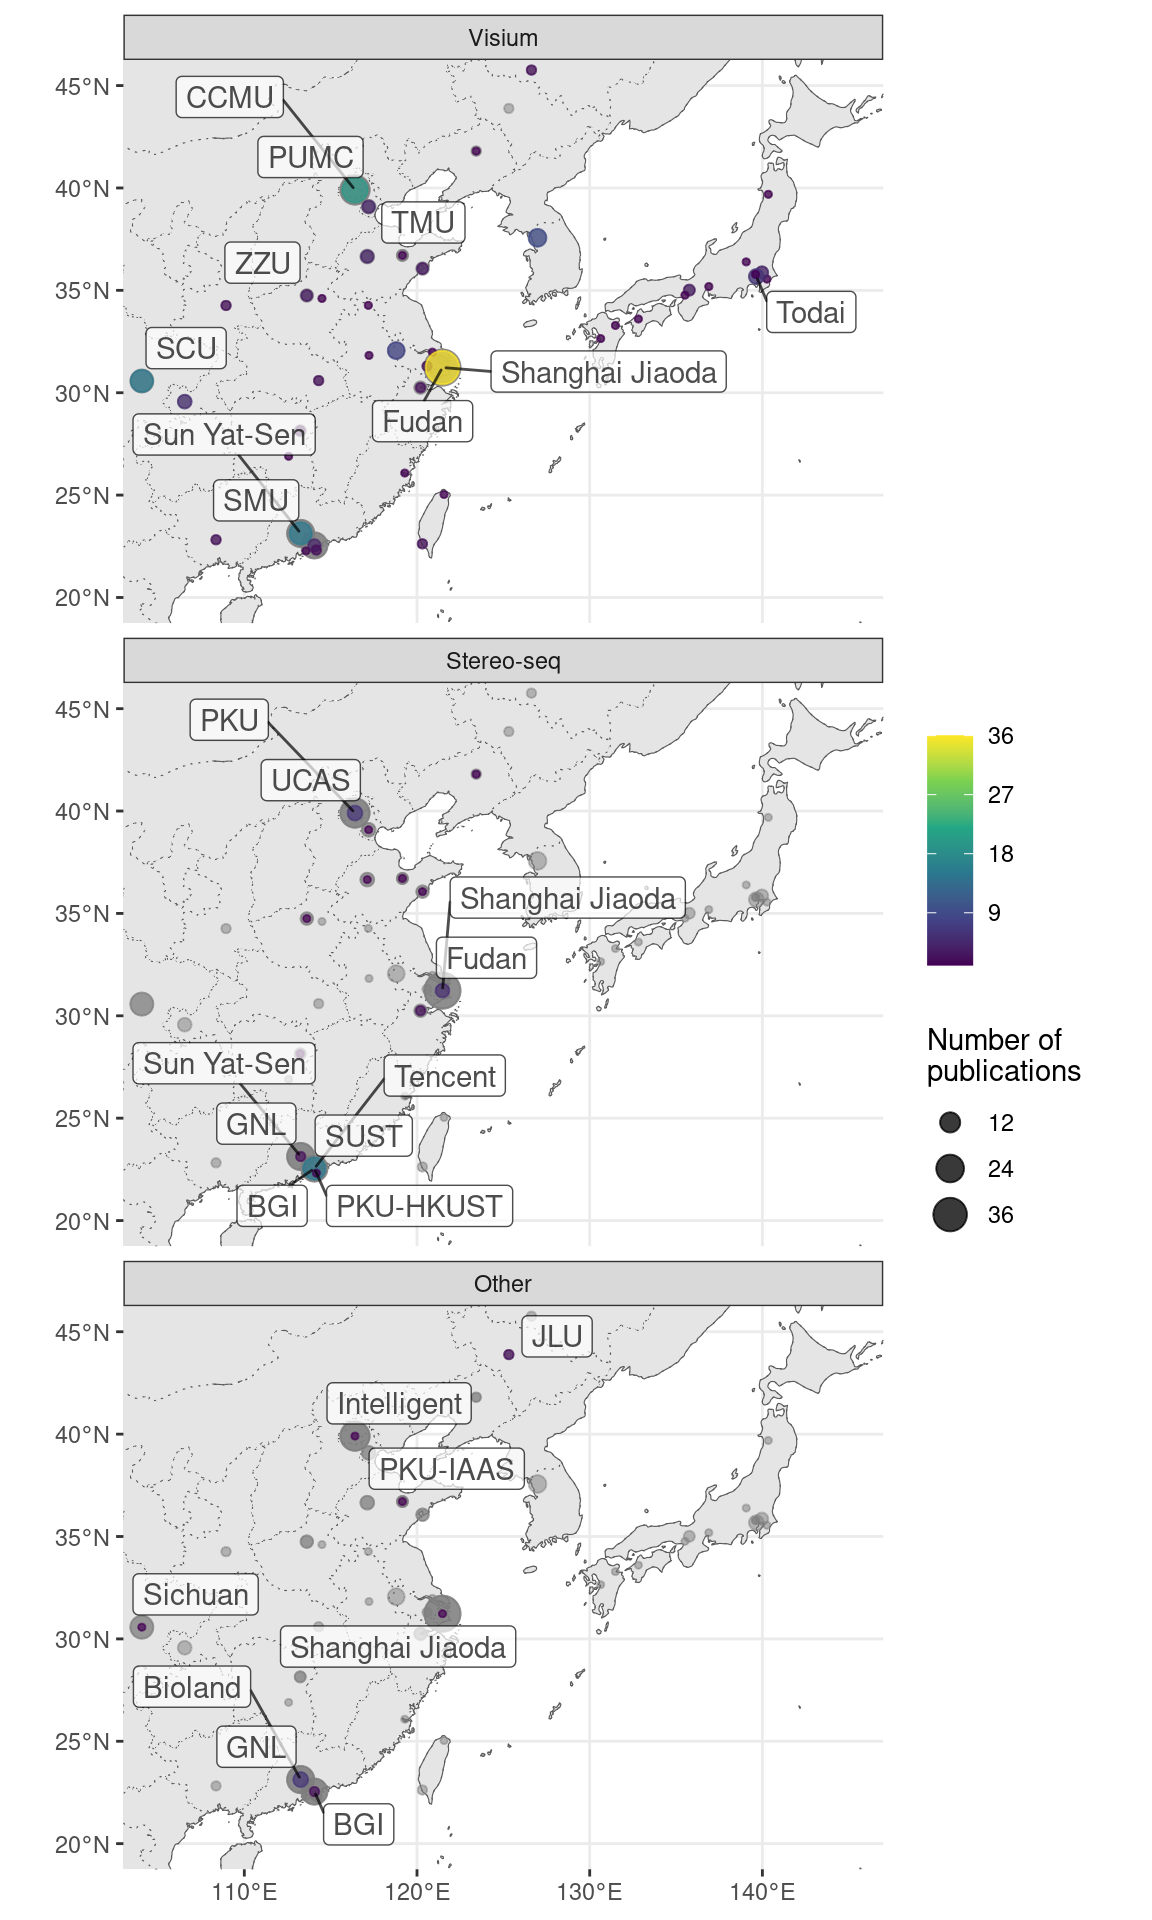 Visium
45°N
40°N
35°N
30°N
25°N
20°N
CCMU
PUMC
TMU
ZZU
Todai
SCU
Shanghai Jiaoda
Fudan
Sun Yat-Sen
SMU
Stereo-seq
45°N
40°N
35°N
30°N
25°N
20°N
PKU
UCAS
Shanghai Jiaoda
Fudan
Sun Yat-Sen
Tencent
GNL
SUST
BGI
PKU-HKUST
36
27
18
9
Number of
publications
12
24
36
Other
45°N
40°N
35°N
30°N
25°N
20°N
JLU
Intelligent
PKU-IAAS
Sichuan
Shanghai Jiaoda
Bioland
GNL
BGI
110°E
120°E
130°E
140°E